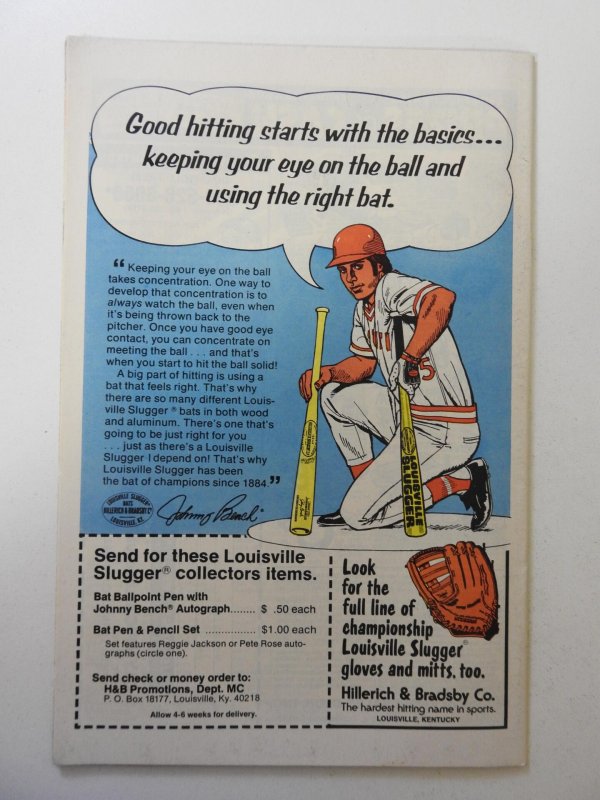 Good hitting starts with the basics...
keeping your eye on the ball and
using the right bat.
“Keeping your eye on the ball
takes concentration. One way to
develop that concentration is to
always watch the ball, even when
it's being thrown back to the
pitcher. Once you have good eye
contact, you can concentrate on
meeting the ball . . . and that's
when you start to hit the ball solid!
A big part of hitting is using a
bat that feels right. That's why
there are so many different Louis-
ville Slugger® bats in both wood
and aluminum. There's one that's
going to be just right for you
. . . just as there's a Louisville
Slugger I depend on! That's why
Louisville Slugger has been
the bat of champions since 1884.”
LOUISVILLE SLUGGER®
BATS
HILLERICH & BRADSBY Co
LOUISVILLE, KY.
Johnny Bench
5
LOUISVILLE
SLUGGER
Send for these Louisville
Slugger® collectors items.
Bat Ballpoint Pen with
Johnny Bench® Autograph....... $ .50 each
Bat Pen & Pencil Set ................ $1.00 each
Set features Reggie Jackson or Pete Rose auto-
graphs (circle one).
Send check or money order to:
H&B Promotions, Dept. MC
P. O. Box 18177, Louisville, Ky. 40218
Allow 4-6 weeks for delivery.
Look
for the
full line of
championship
Louisville Slugger®
gloves and mitts, too.
Hillerich & Bradsby Co.
The hardest hitting name in sports.
LOUISVILLE, KENTUCKY